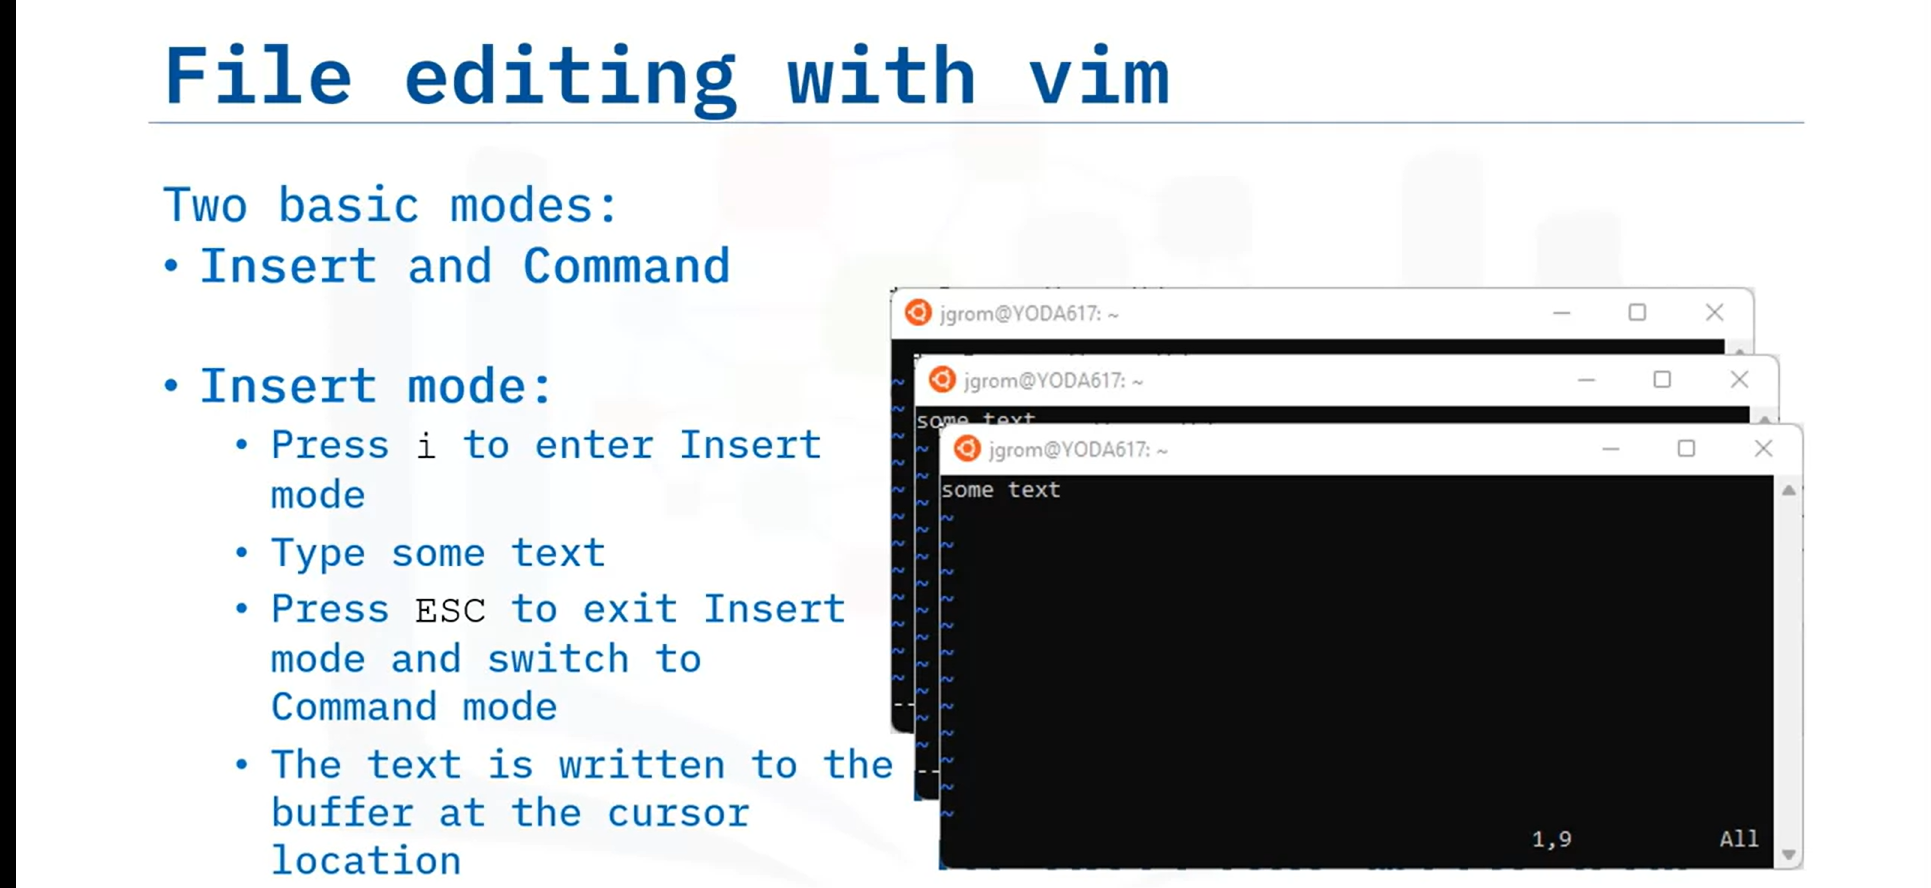 File editing with vim
Two basic modes:
• Insert and Command
• Insert mode:
• Press i to enter Insert
mode
• Type some text
• Press ESC to exit Insert
mode and switch to
Command mode
• The text is written to the
buffer at the cursor
location
jgrom@YODA617: ~
~
~
~
~
~
~
~
~
~
~
~
~
--
jgrom@YODA617: ~
some text
~
~
~
~
~
~
~
~
~
~
~
~
--
jgrom@YODA617: ~
some text
~
~
~
~
~
~
~
~
~
~
~
~
1,9 All